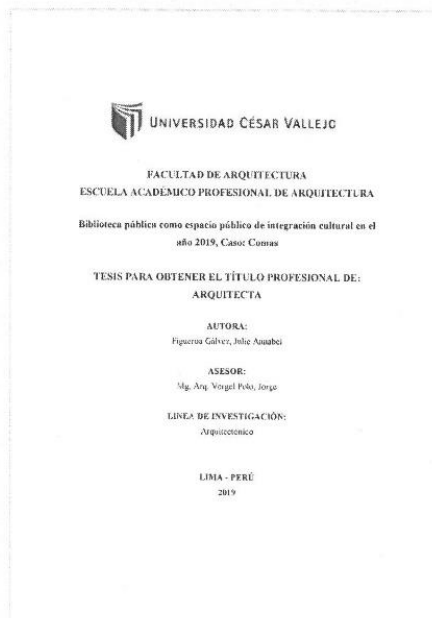 UNIVERSIDAD CÉSAR VALLEJO
FACULTAD DE ARQUITECTURA
ESCUELA ACADÉMICO PROFESIONAL DE ARQUITECTURA
Biblioteca pública como espacio público de integración cultural en el
año 2019, Caso: Comas
TESIS PARA OBTENER EL TÍTULO PROFESIONAL DE:
ARQUITECTA
AUTORA:
Figueroa Gálvez, Julie Annabel
ASESOR:
Mg. Arq. Vergel Polo, Jorge
LINEA DE INVESTIGACIÓN:
Arquitectónico
LIMA - PERÚ
2019